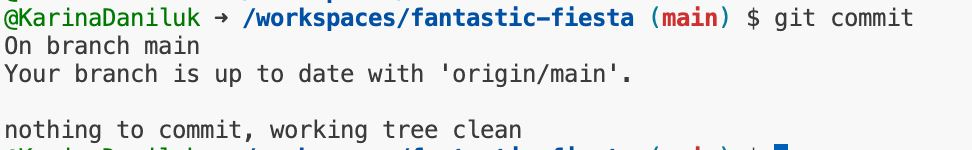 @KarinaDaniluk ➜ /workspaces/fantastic-fiesta (main) $ git commit
On branch main
Your branch is up to date with 'origin/main'.
nothing to commit, working tree clean